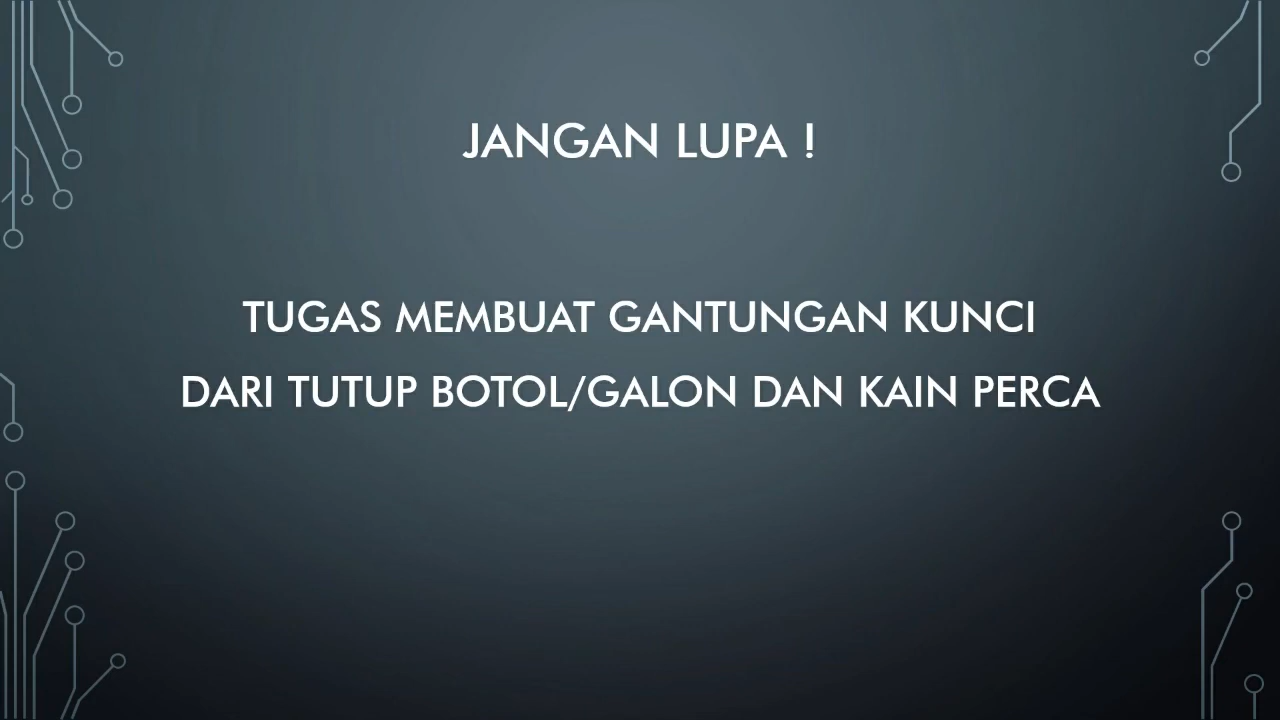 JANGAN LUPA !
TUGAS MEMBUAT GANTUNGAN KUNCI
DARI TUTUP BOTOL/GALON DAN KAIN PERCA